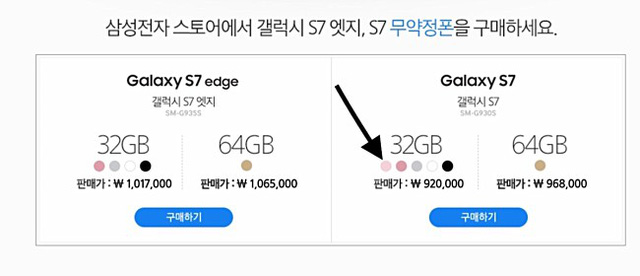 삼성전자 스토어에서 갤럭시 S7 엣지, S7 무약정폰을 구매하세요.
Galaxy S7 edge
갤럭시 S7 엣지
SM-G935S
32GB
64GB
판매가 : ₩ 1,017,000
판매가 : ₩ 1,065,000
구매하기
Galaxy S7
갤럭시 S7
SM-G930S
32GB
64GB
판매가 : ₩ 920,000
판매가 : ₩ 968,000
구매하기